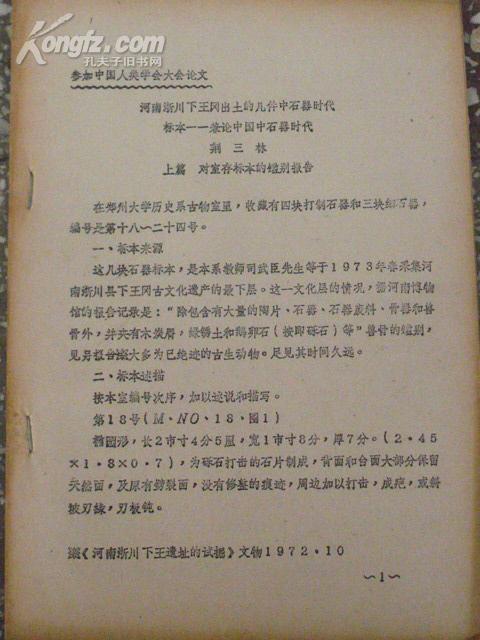 Kongfz.com
孔夫子旧书网
参加中国人类学会大会论文
河南淅川下王冈出土的几件中石器时代
标本——兼论中国中石器时代
荆三林
上篇 对室存标本的鉴别报告
在郑州大学历史系古物室里，收藏有四块打制石器和三块细石器，
编号是第十八～二十四号。
一、标本来源
这几块石器标本，是本系教师司武臣先生等于1973年春采集河
南淅川县下王冈古文化遗产的最下层。这一文化层的情况，据河南博物
馆的报告记录是："除包含有大量的陶片、石器、石器废料、骨器和兽
骨外，并夹有木炭屑，绿锈土和鹅卵石（按即砾石）等"兽骨的鉴别，
见另报告谈大多为已绝迹的古生动物。足见其时间久远。
二、标本述描
按本室编号次序，加以述说和描写。
第18号（M·NO·18·图1）
椭圆形，长2市寸4分5厘，宽1市寸8分，厚7分。（2·45
×1·8×0·7），为砾石打击的石片制成，背面和台面大部分保留
天然面，及原有劈裂面，没有修整的痕迹，周边加以打击，成疤，或斜
披刃缘，刃板钝。
《河南淅川下王遗址的试掘》文物1972·10
～1～